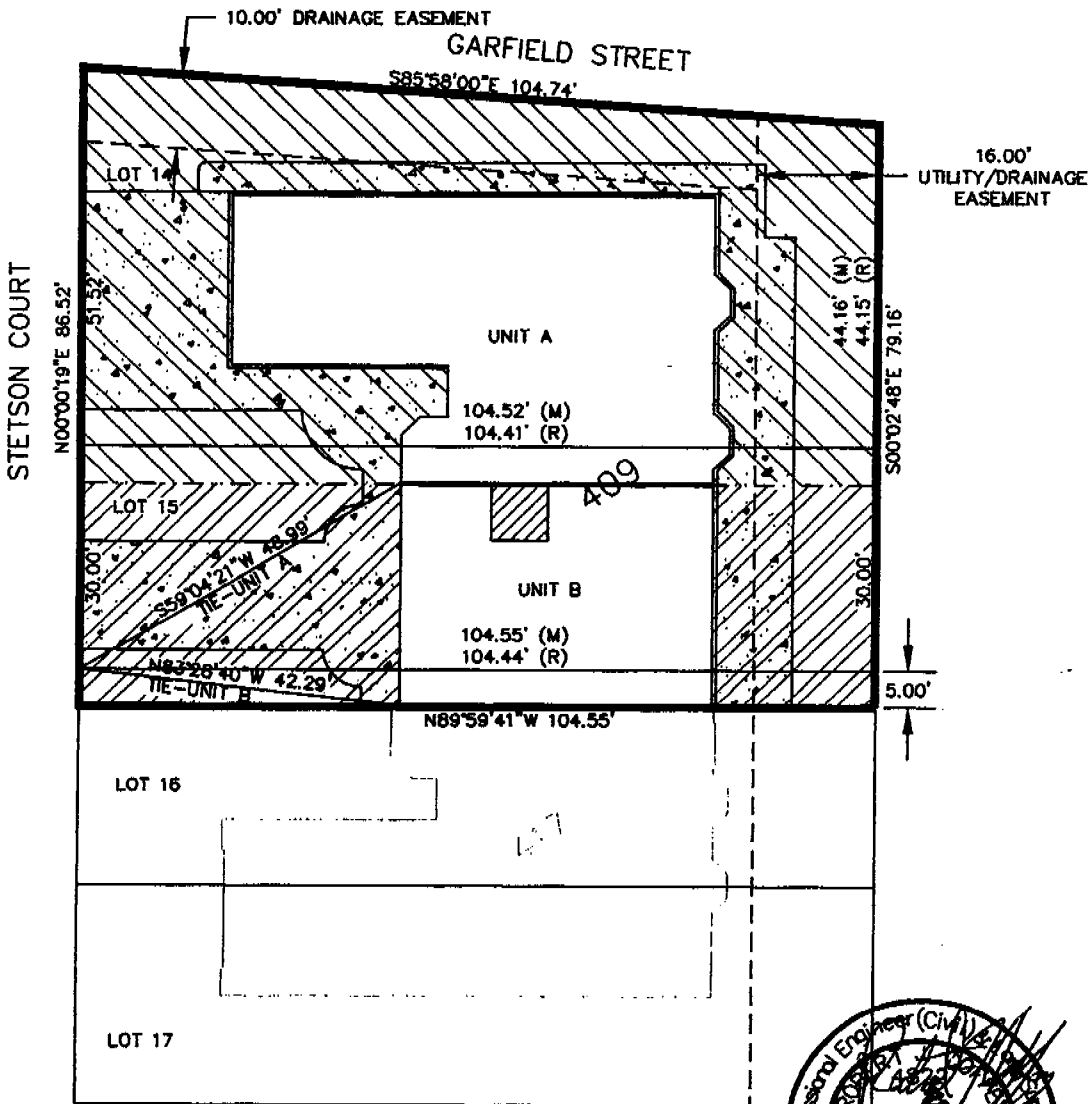 10.00' DRAINAGE EASEMENT
GARFIELD STREET
S85°58'00"E 104.74'
16.00'
UTILITY/DRAINAGE
EASEMENT
LOT 14
STETSON COURT
N00°00'19"E 86.52'
51.52'
UNIT A
44.16' (M)
44.15' (R)
S00°02'48"E 79.16'
104.52' (M)
104.41' (R)
409
LOT 15
30.00'
S59°04'21"W 48.99'
TIE-UNIT A
UNIT B
30.00'
104.55' (M)
104.44' (R)
N83°28'40"W 42.29'
TIE-UNIT B
5.00'
N89°59'41"W 104.55'
LOT 16
417
LOT 17
Engineer (Civil) &